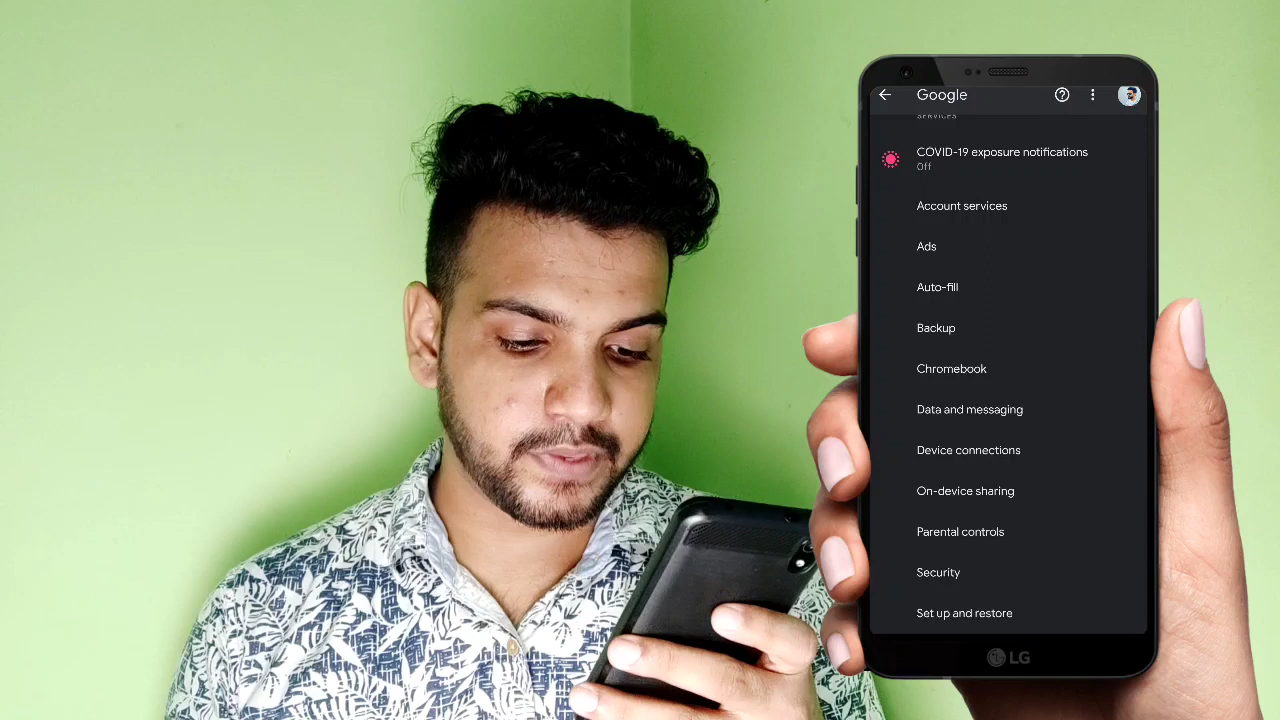 Google
SERVICES
COVID-19 exposure notifications
Off
Account services
Ads
Auto-fill
Backup
Chromebook
Data and messaging
Device connections
On-device sharing
Parental controls
Security
Set up and restore
LG